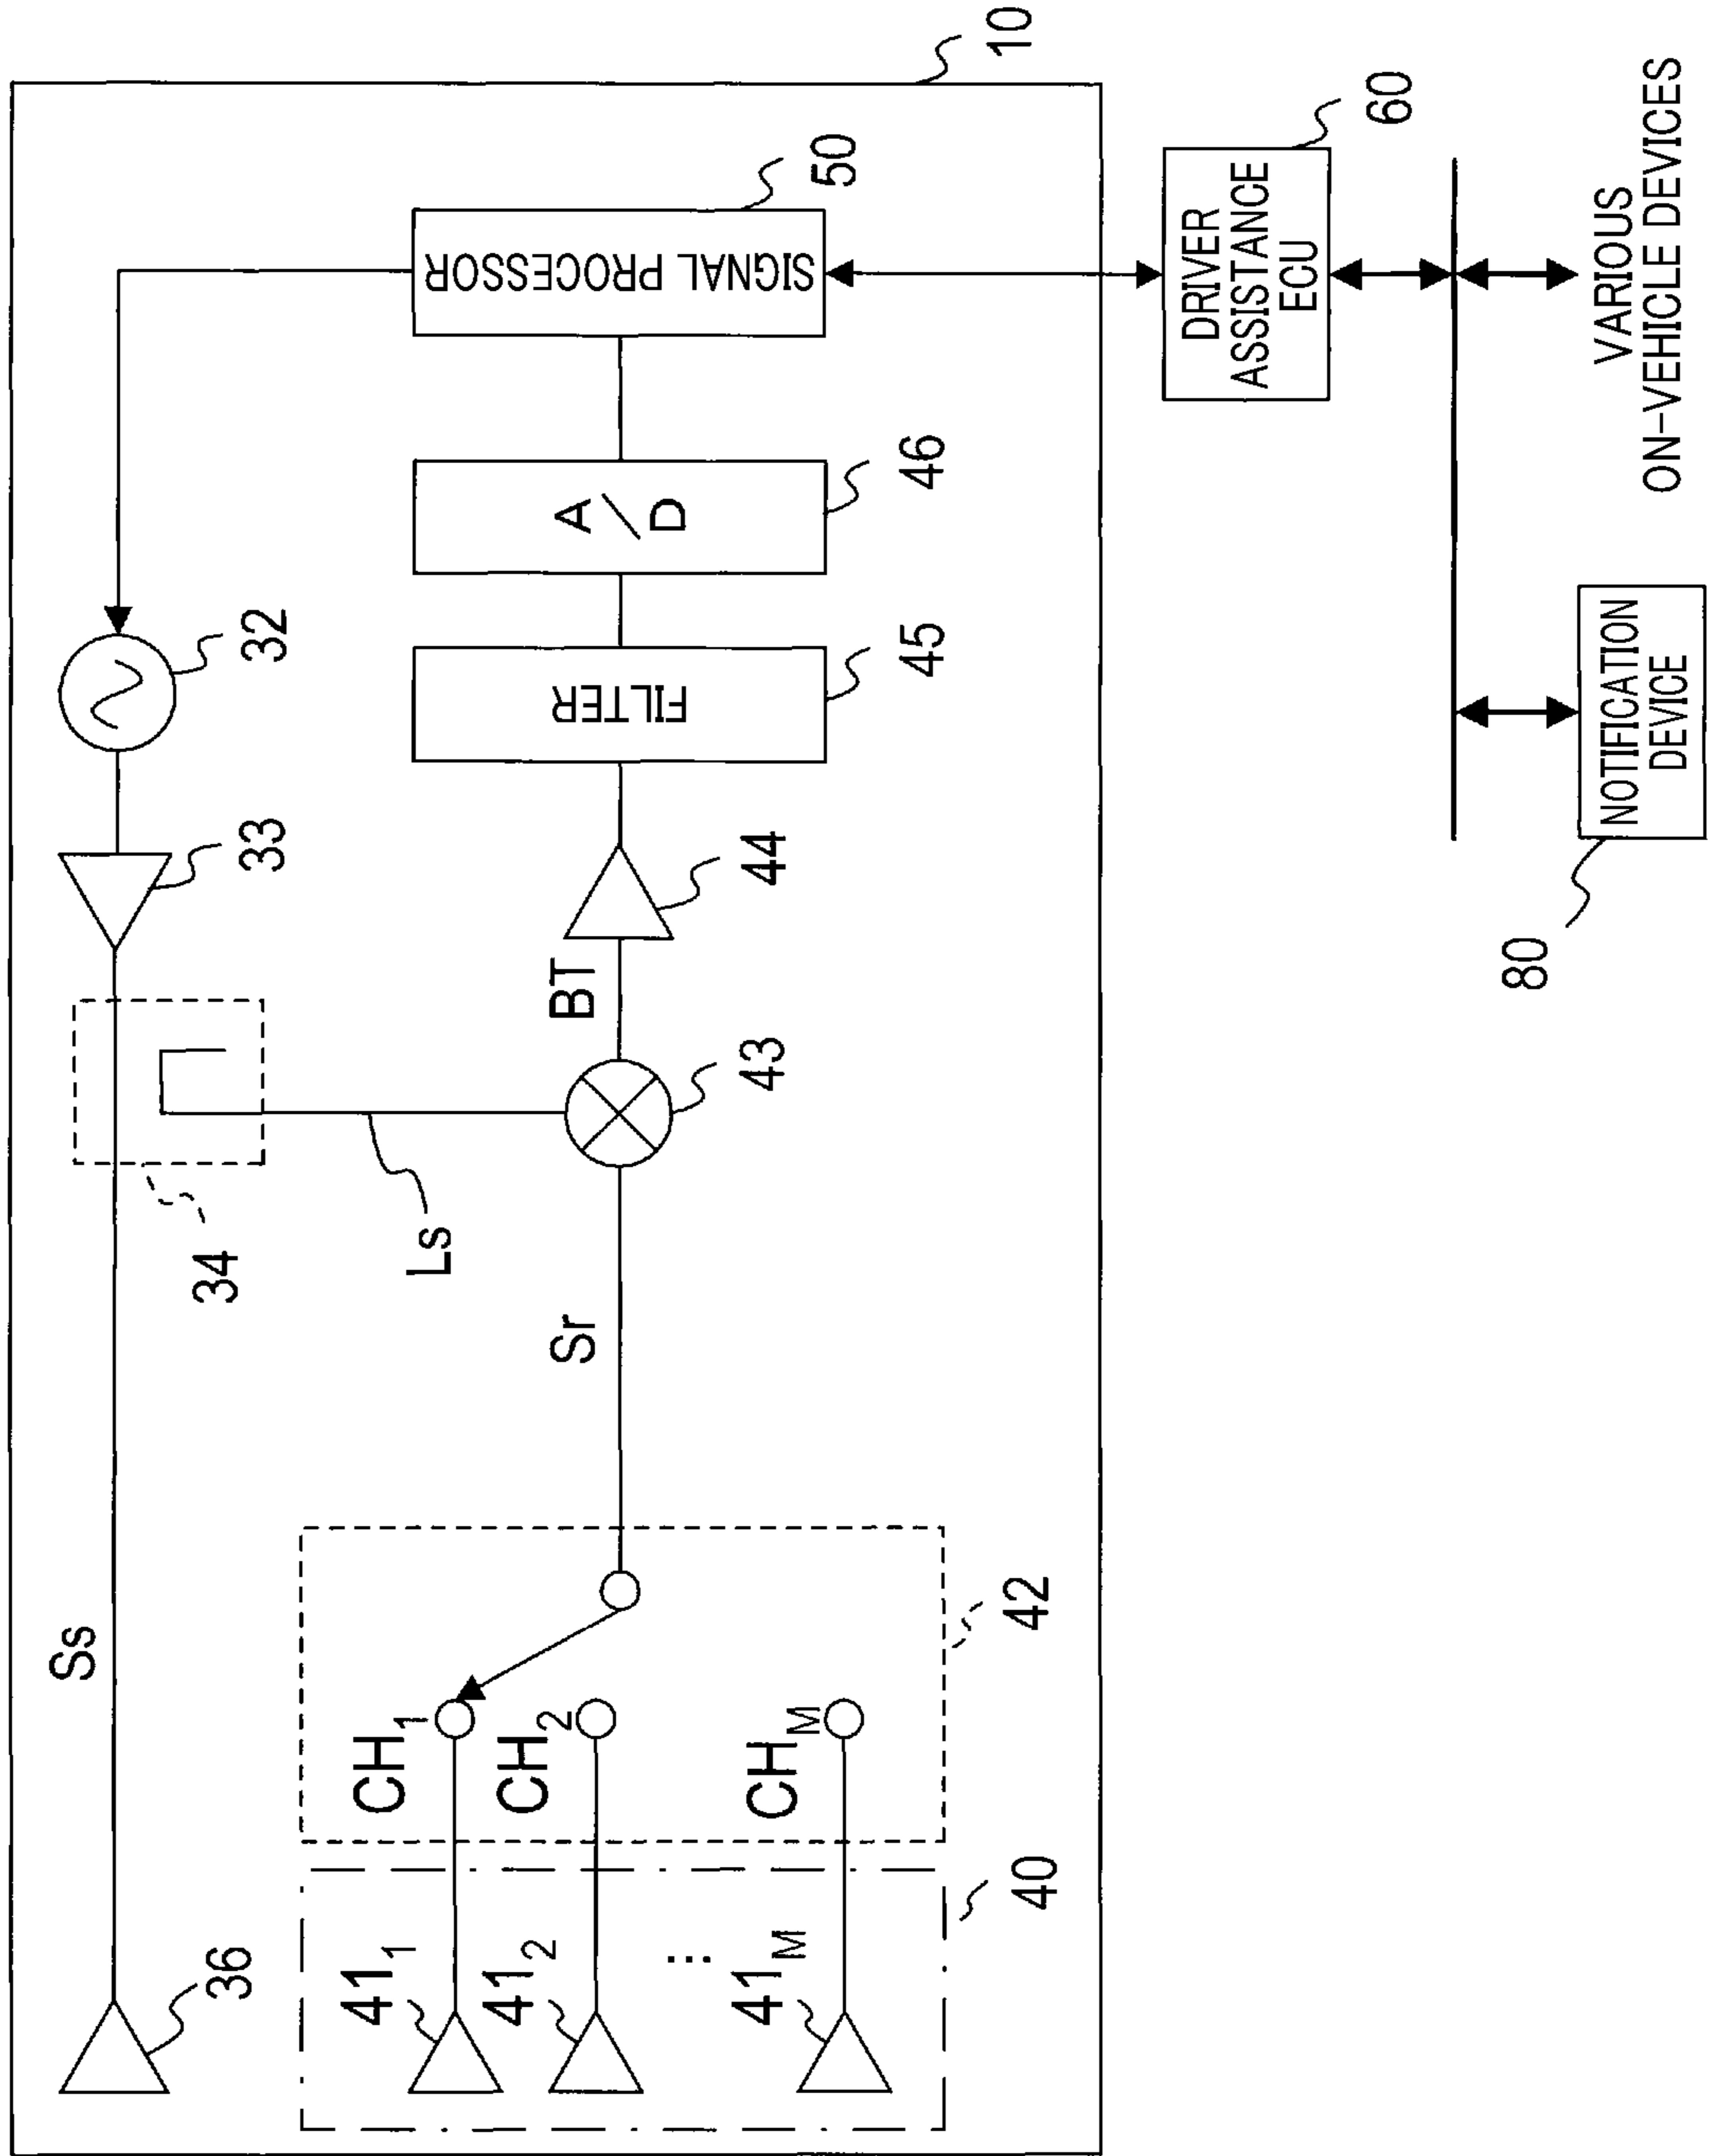 10
Ss
36
34
33
32
Ls
Sr
BT
43
44
FILTER
45
A/D
46
SIGNAL PROCESSOR
50
CH1
CH2
CHM
42
411
412
⋮
41M
40
DRIVER
ASSISTANCE
ECU
60
NOTIFICATION
DEVICE
80
VARIOUS
ON-VEHICLE DEVICES